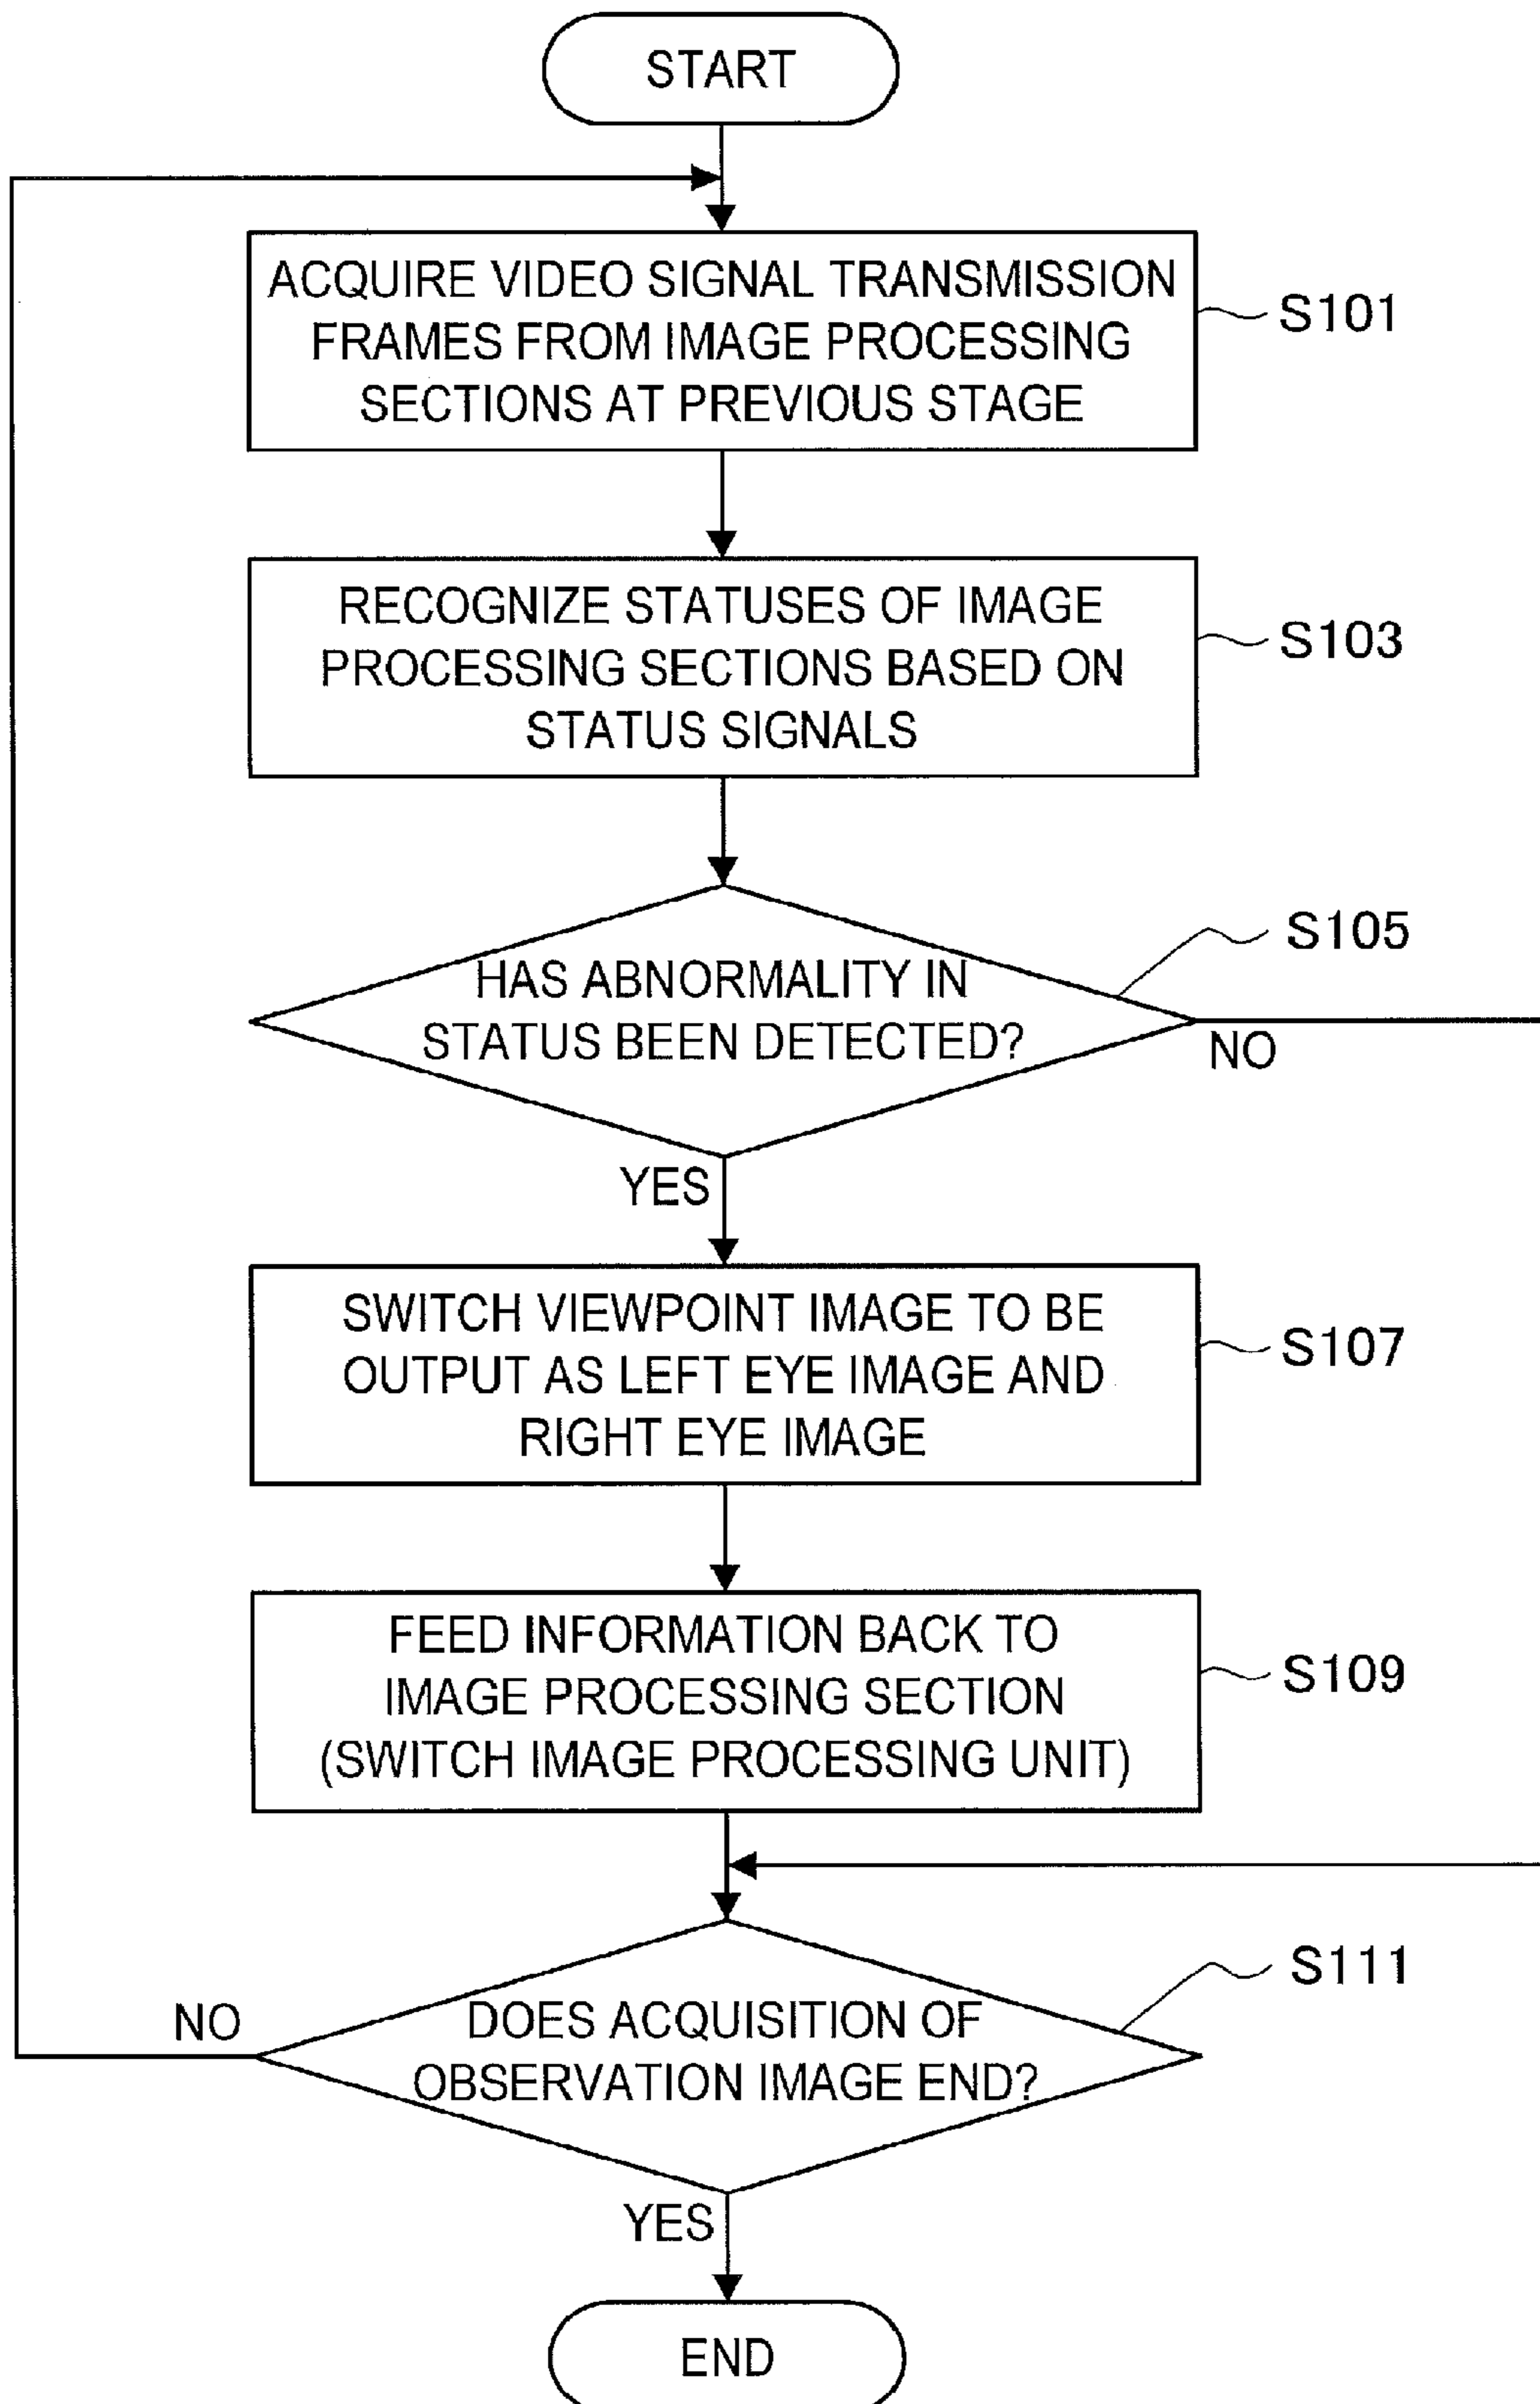 START
ACQUIRE VIDEO SIGNAL TRANSMISSION
FRAMES FROM IMAGE PROCESSING
SECTIONS AT PREVIOUS STAGE
S101
RECOGNIZE STATUSES OF IMAGE
PROCESSING SECTIONS BASED ON
STATUS SIGNALS
S103
HAS ABNORMALITY IN
STATUS BEEN DETECTED?
S105
NO
YES
SWITCH VIEWPOINT IMAGE TO BE
OUTPUT AS LEFT EYE IMAGE AND
RIGHT EYE IMAGE
S107
FEED INFORMATION BACK TO
IMAGE PROCESSING SECTION
(SWITCH IMAGE PROCESSING UNIT)
S109
DOES ACQUISITION OF
OBSERVATION IMAGE END?
S111
NO
YES
END